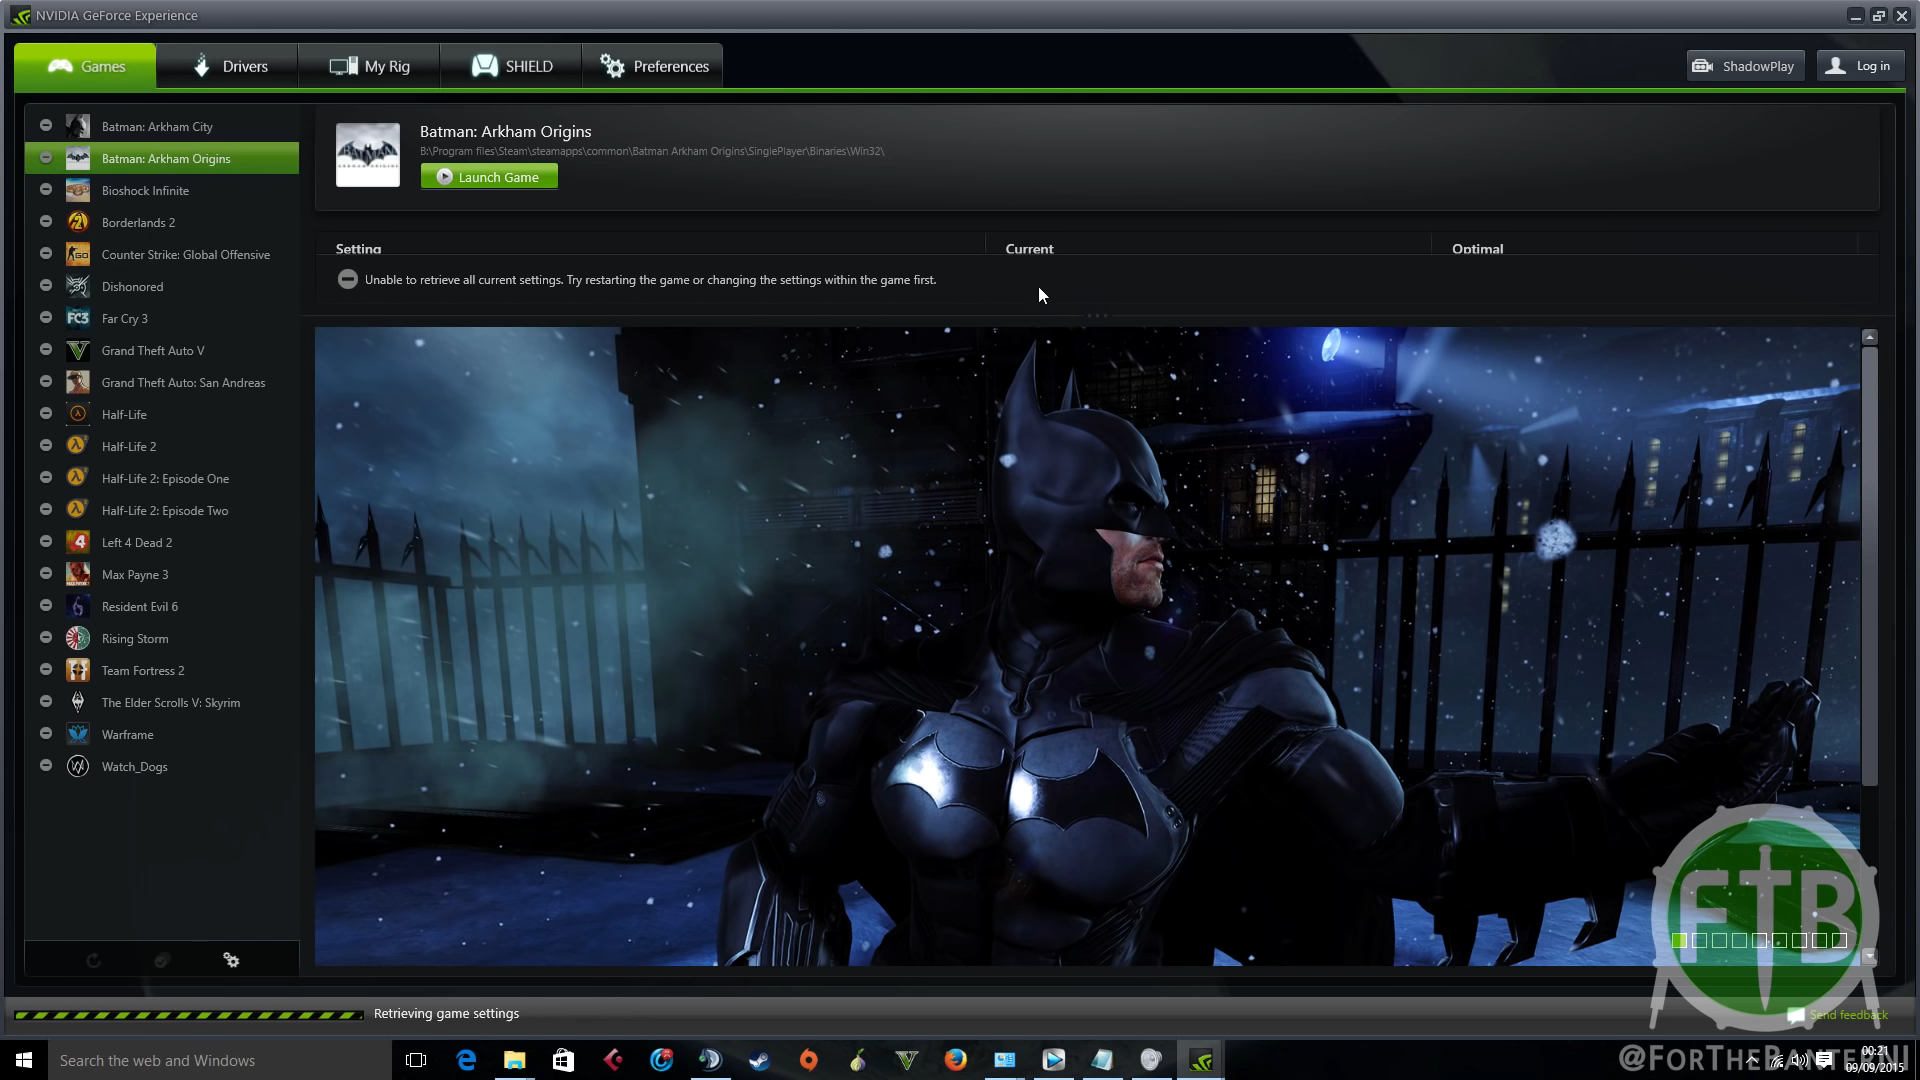 NVIDIA GeForce Experience
Games
Drivers
My Rig
SHIELD
Preferences
ShadowPlay
Log in
Batman: Arkham City
Batman: Arkham Origins
Bioshock Infinite
Borderlands 2
Counter Strike: Global Offensive
Dishonored
Far Cry 3
Grand Theft Auto V
Grand Theft Auto: San Andreas
Half-Life
Half-Life 2
Half-Life 2: Episode One
Half-Life 2: Episode Two
Left 4 Dead 2
Max Payne 3
Resident Evil 6
Rising Storm
Team Fortress 2
The Elder Scrolls V: Skyrim
Warframe
Watch_Dogs
Batman: Arkham Origins
B:\Program files\Steam\steamapps\common\Batman Arkham Origins\SinglePlayer\Binaries\Win32\
Launch Game
Setting
Current
Optimal
Unable to retrieve all current settings. Try restarting the game or changing the settings within the game first.
FTB
Retrieving game settings
Send feedback
Search the web and Windows
@FORTHEBANTERNI
00:21
09/09/2015